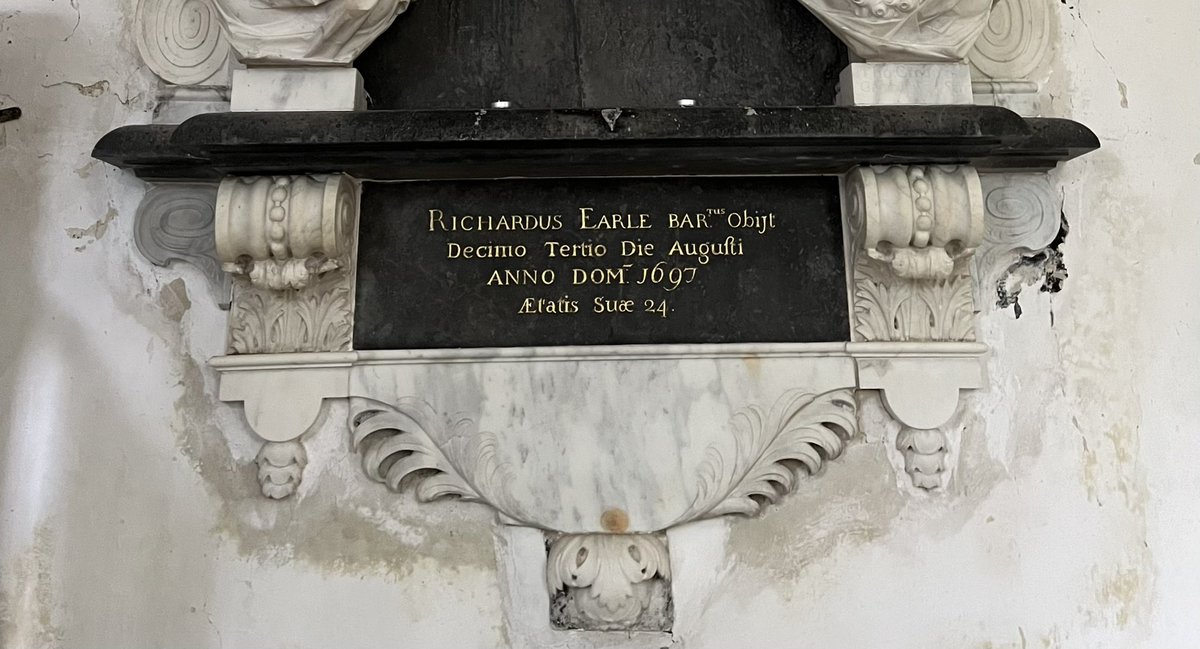 RICHARDUS EARLE BAR.TUS Obijt
Decimo Tertio Die Augusti
ANNO DOM. 1697
Ætatis Suæ 24.